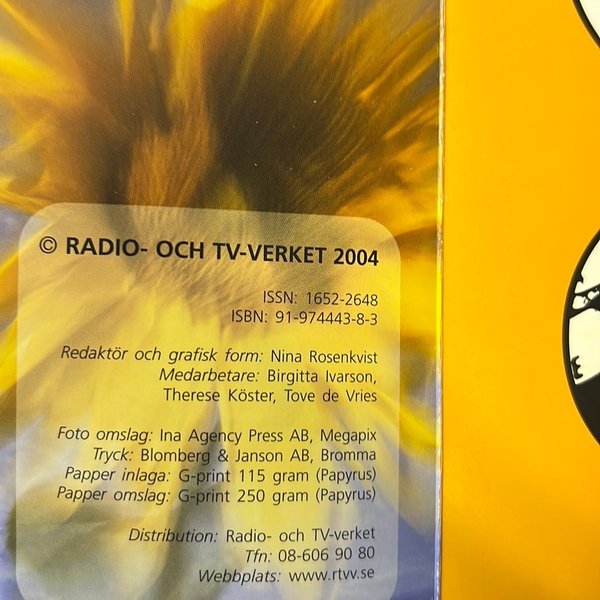 © RADIO- OCH TV-VERKET 2004
ISSN: 1652-2648
ISBN: 91-974443-8-3
Redaktör och grafisk form: Nina Rosenkvist
Medarbetare: Birgitta Ivarson,
Therese Köster, Tove de Vries
Foto omslag: Ina Agency Press AB, Megapix
Tryck: Blomberg & Janson AB, Bromma
Papper inlaga: G-print 115 gram (Papyrus)
Papper omslag: G-print 250 gram (Papyrus)
Distribution: Radio- och TV-verket
Tfn: 08-606 90 80
Webbplats: www.rtvv.se